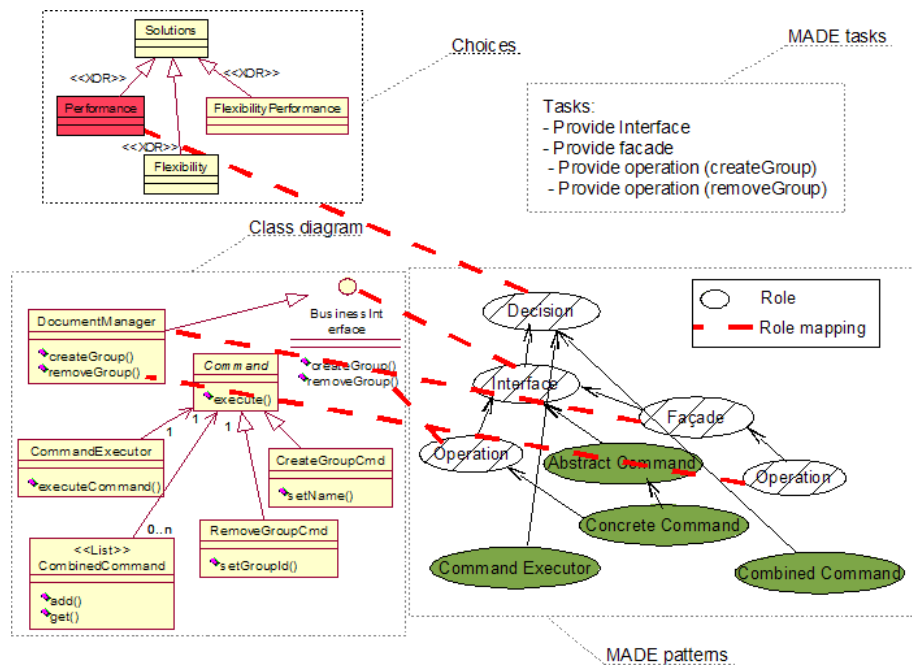 Solutions
Choices
MADE tasks
<<XOR>>
<<XOR>>
Performance
FlexibilityPerformance
<<XOR>>
Flexibility
Tasks:
- Provide Interface
- Provide facade
- Provide operation (createGroup)
- Provide operation (removeGroup)
Class diagram
DocumentManager
createGroup()
removeGroup()
Business Int
erface
createGroup()
removeGroup()
Command
execute()
1
1
1
CommandExecutor
executeCommand()
CreateGroupCmd
setName()
RemoveGroupCmd
setGroupId()
0..n
<<List>>
CombinedCommand
add()
get()
Role
Role mapping
Decision
Interface
Façade
Operation
Abstract Command
Operation
Concrete Command
Command Executor
Combined Command
MADE patterns